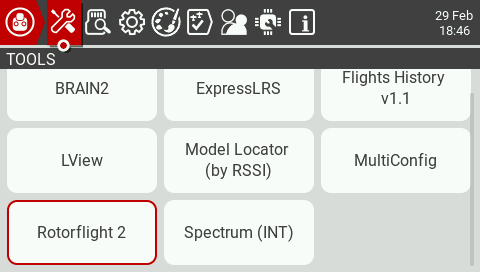 29 Feb
18:46
TOOLS
BRAIN2
ExpressLRS
Flights History
v1.1
LView
Model Locator
(by RSSI)
MultiConfig
Rotorflight 2
Spectrum (INT)